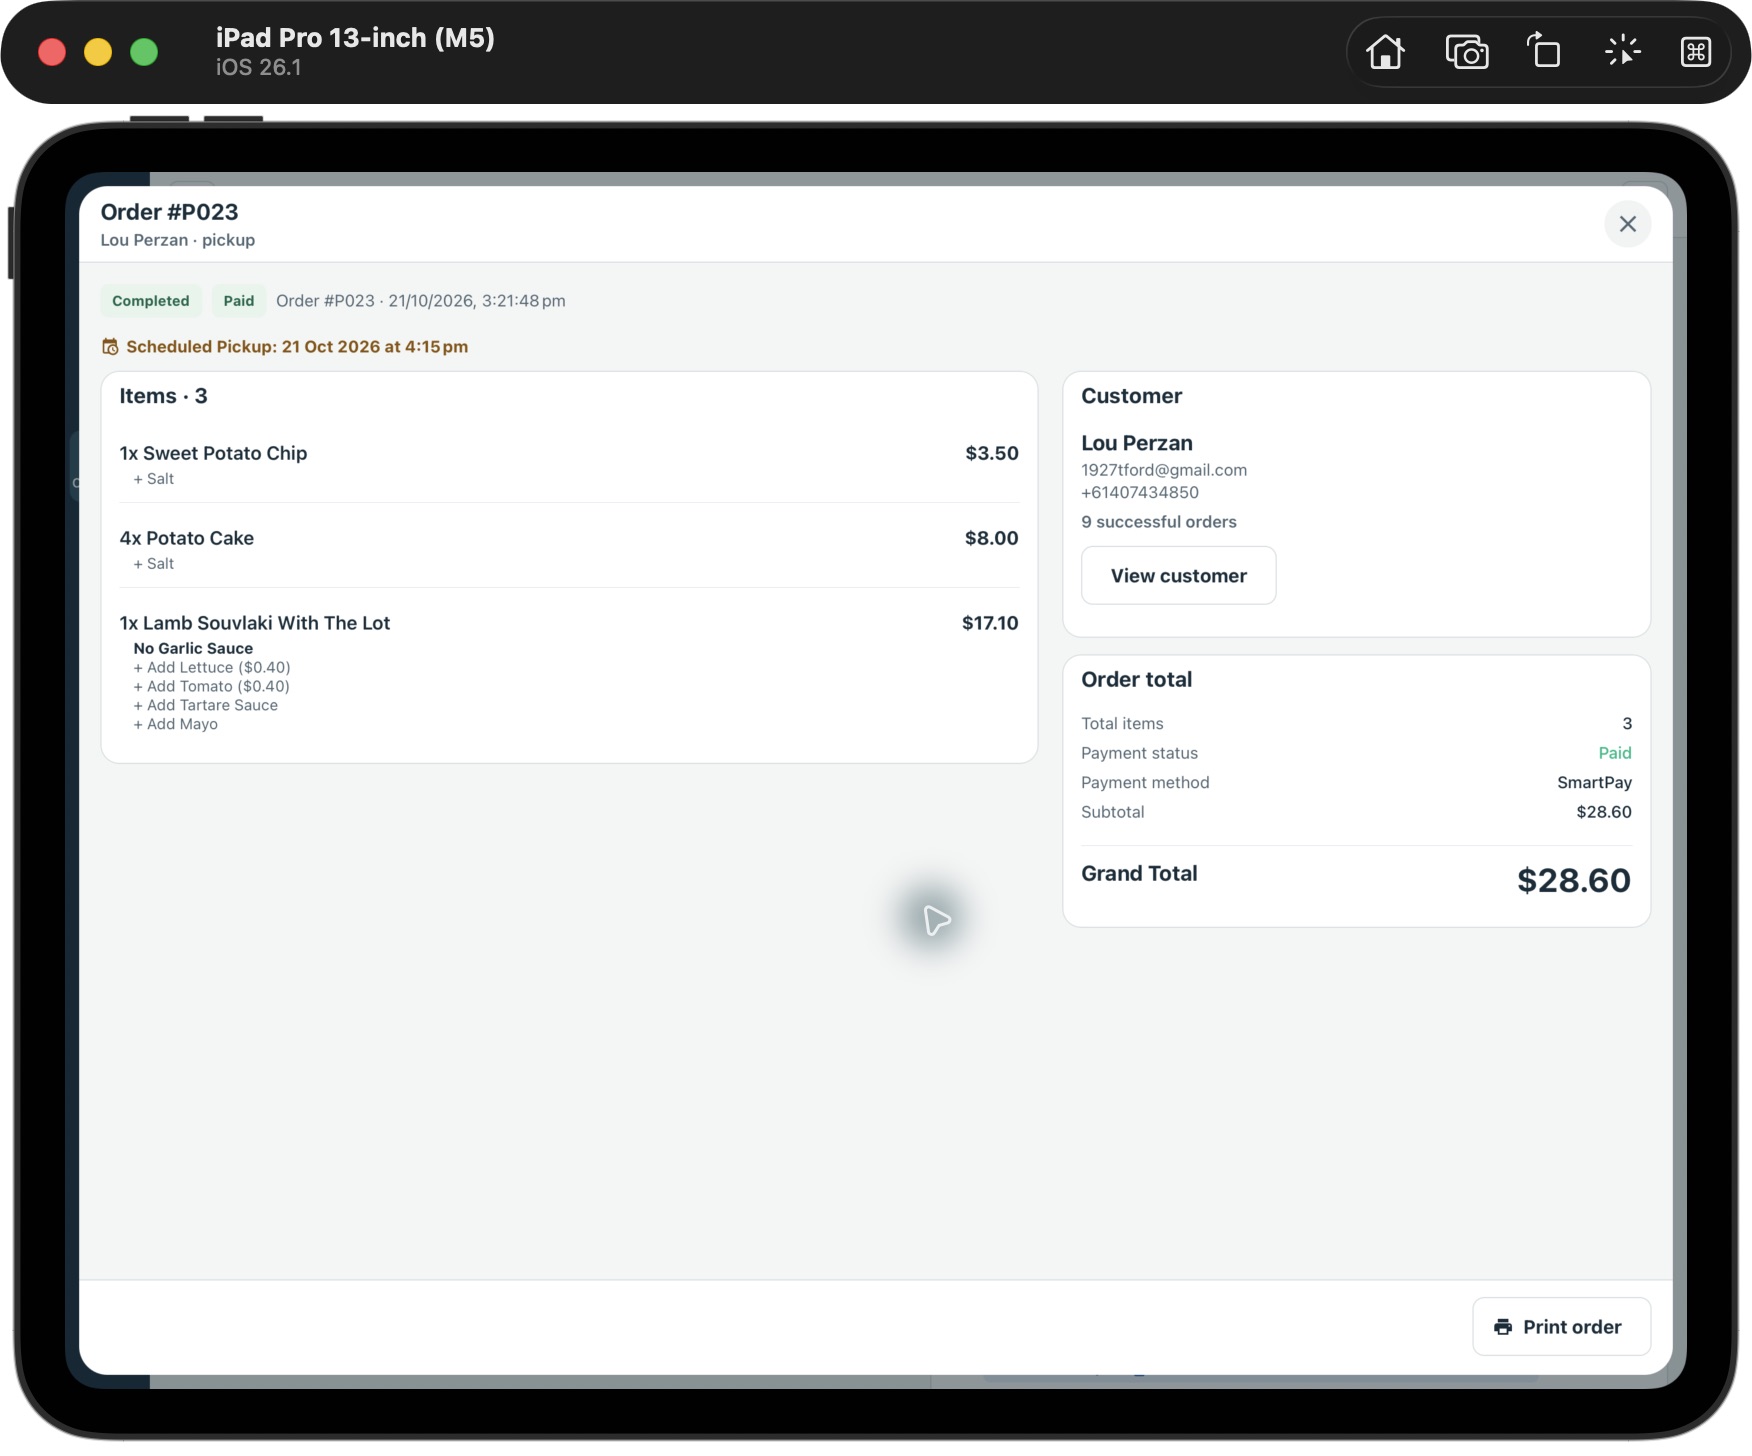 iPad Pro 13-inch (M5)
iOS 26.1
Order #P023
Lou Perzan · pickup
Completed
Paid
Order #P023 · 21/10/2026, 3:21:48 pm
Scheduled Pickup: 21 Oct 2026 at 4:15 pm
Items · 3
1x Sweet Potato Chip
$3.50
+ Salt
4x Potato Cake
$8.00
+ Salt
1x Lamb Souvlaki With The Lot
$17.10
No Garlic Sauce
+ Add Lettuce ($0.40)
+ Add Tomato ($0.40)
+ Add Tartare Sauce
+ Add Mayo
Customer
Lou Perzan
1927tford@gmail.com
+61407434850
9 successful orders
View customer
Order total
Total items 3
Payment status Paid
Payment method SmartPay
Subtotal $28.60
Grand Total $28.60
Print order